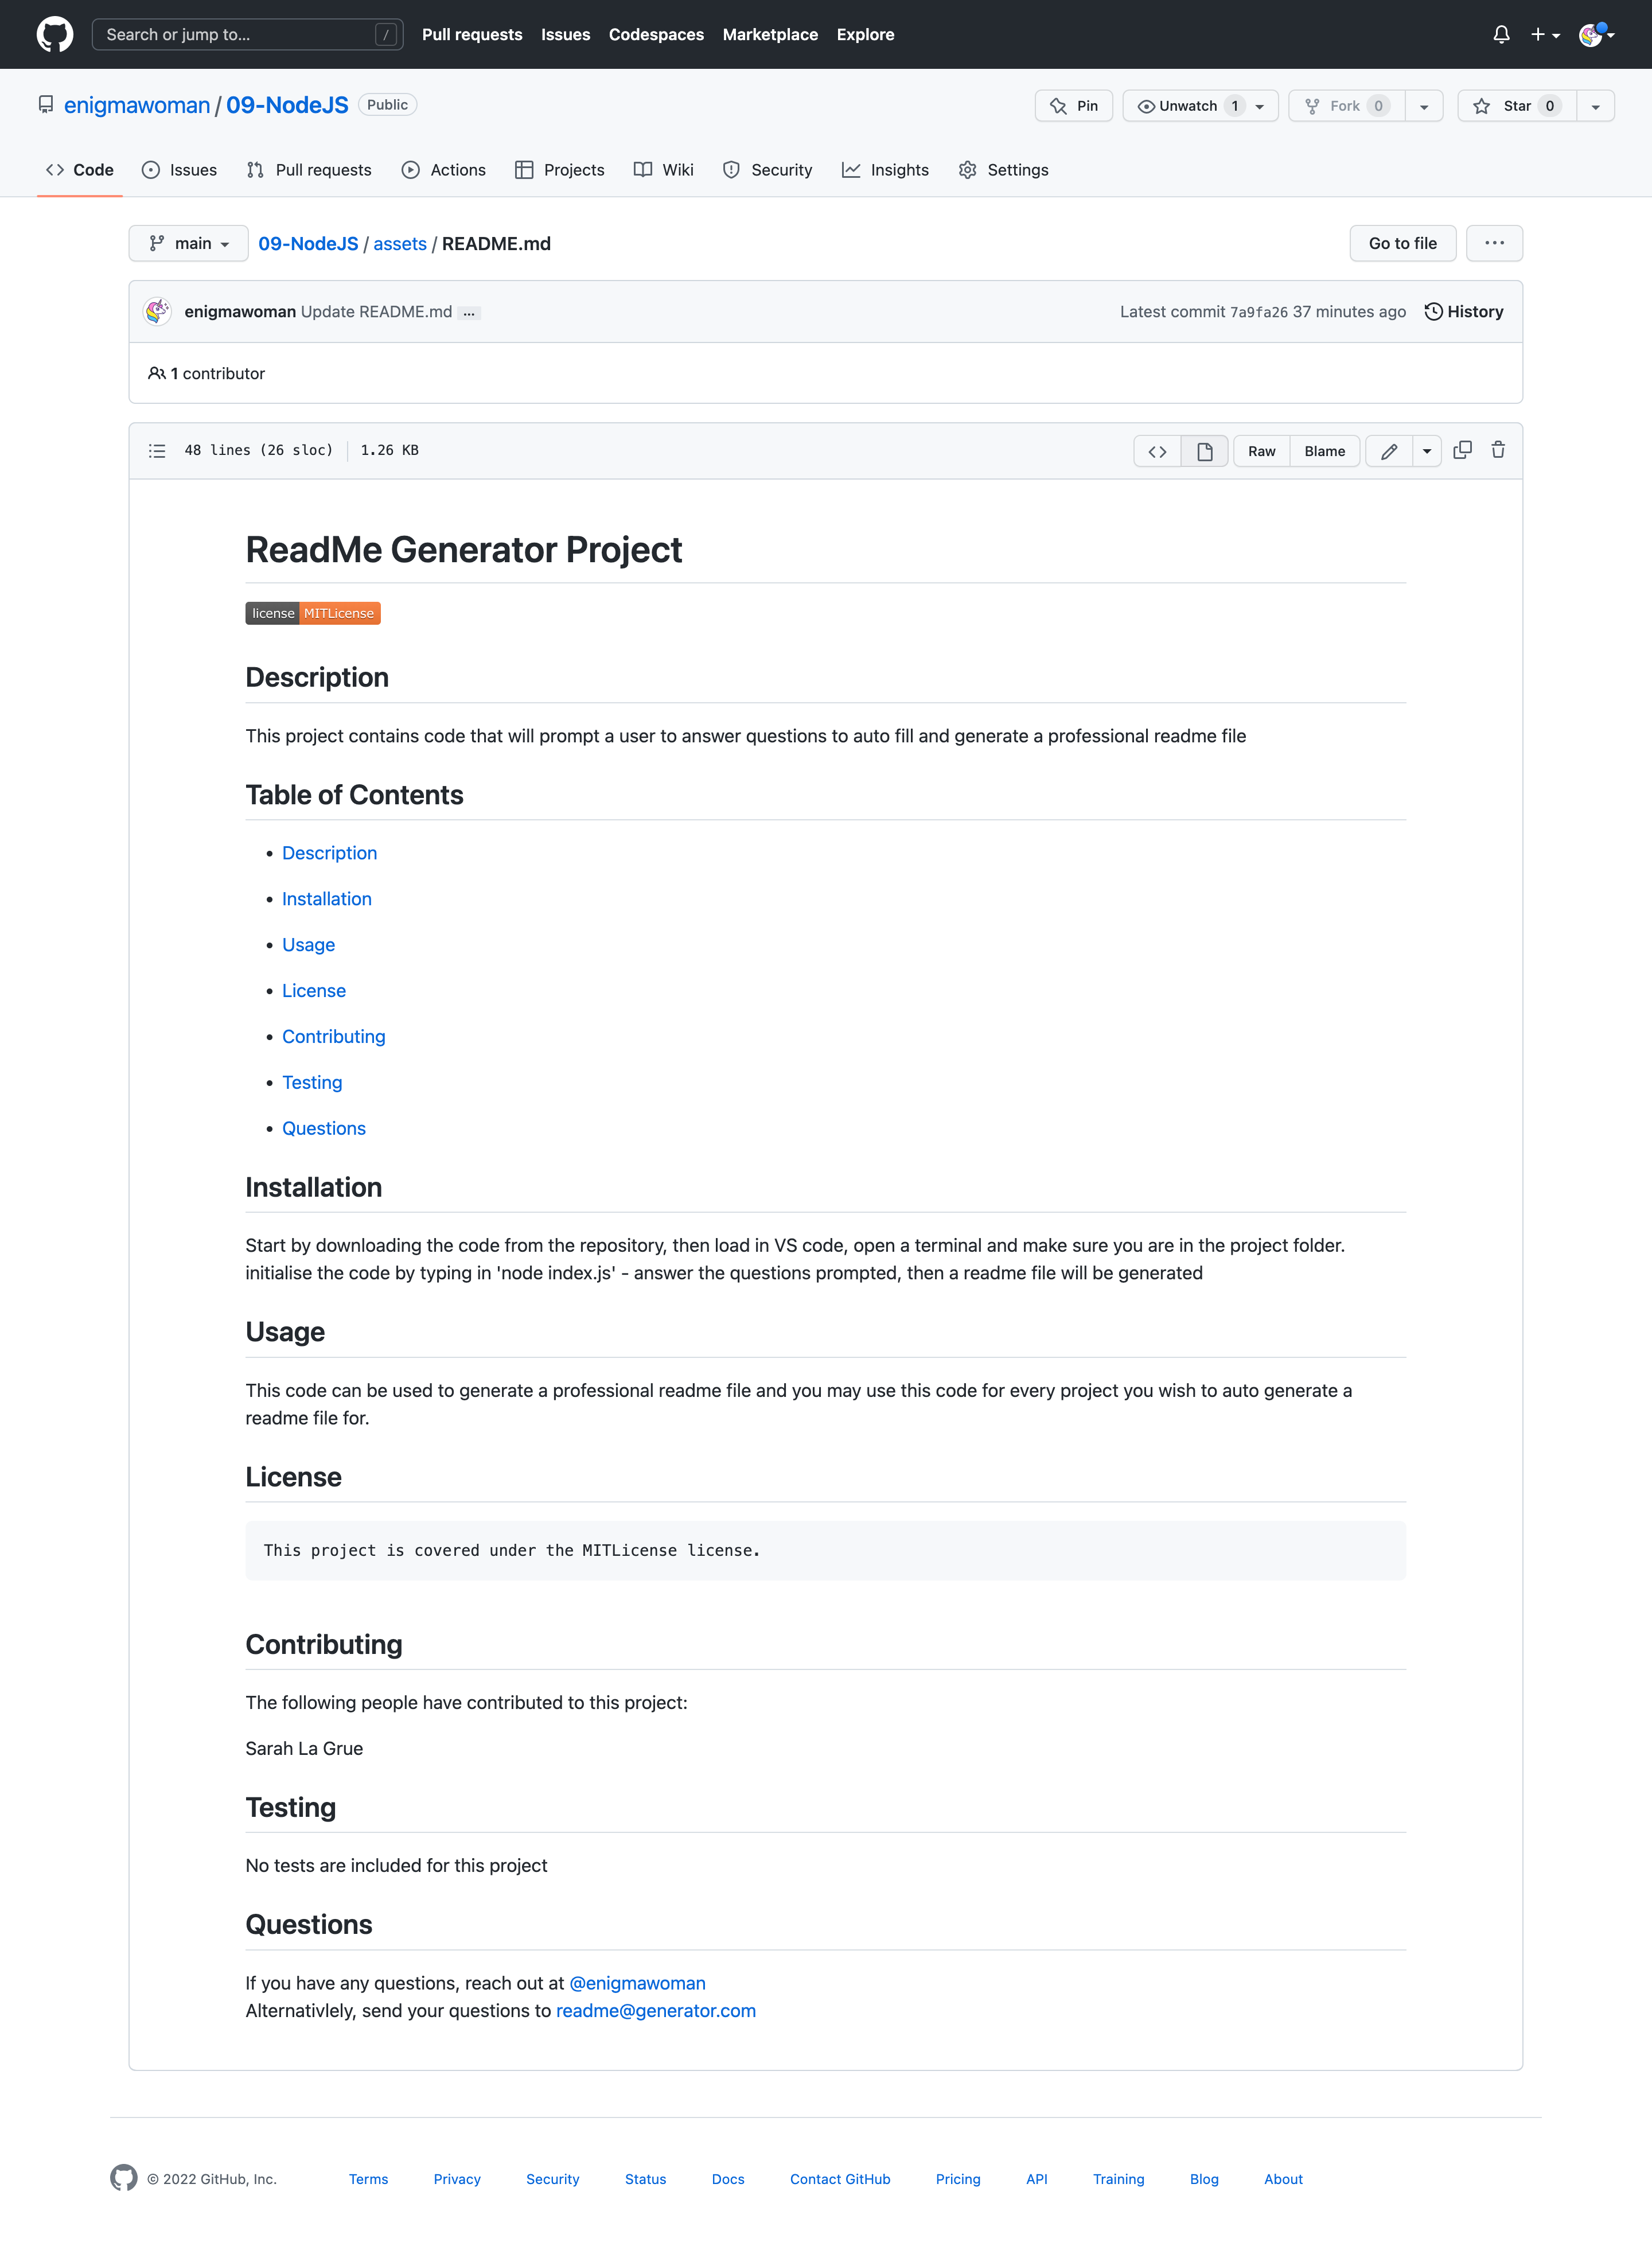 Search or jump to... / Pull requests Issues Codespaces Marketplace Explore
enigmawoman / 09-NodeJS Public Pin Unwatch 1 Fork 0 Star 0
Code Issues Pull requests Actions Projects Wiki Security Insights Settings
main 09-NodeJS / assets / README.md Go to file ...
enigmawoman Update README.md ... Latest commit 7a9fa26 37 minutes ago History
1 contributor
48 lines (26 sloc) 1.26 KB Raw Blame
ReadMe Generator Project
license MITLicense
Description
This project contains code that will prompt a user to answer questions to auto fill and generate a professional readme file
Table of Contents
• Description
• Installation
• Usage
• License
• Contributing
• Testing
• Questions
Installation
Start by downloading the code from the repository, then load in VS code, open a terminal and make sure you are in the project folder.
initialise the code by typing in 'node index.js' - answer the questions prompted, then a readme file will be generated
Usage
This code can be used to generate a professional readme file and you may use this code for every project you wish to auto generate a
readme file for.
License
This project is covered under the MITLicense license.
Contributing
The following people have contributed to this project:
Sarah La Grue
Testing
No tests are included for this project
Questions
If you have any questions, reach out at @enigmawoman
Alternativlely, send your questions to readme@generator.com
© 2022 GitHub, Inc. Terms Privacy Security Status Docs Contact GitHub Pricing API Training Blog About